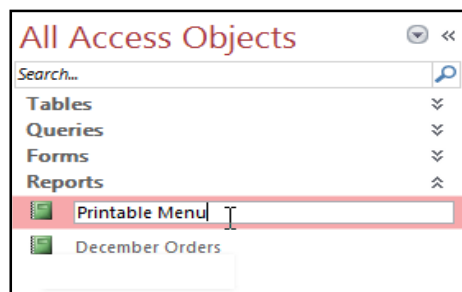 All Access Objects
Search...
Tables
Queries
Forms
Reports
Printable Menu
December Orders